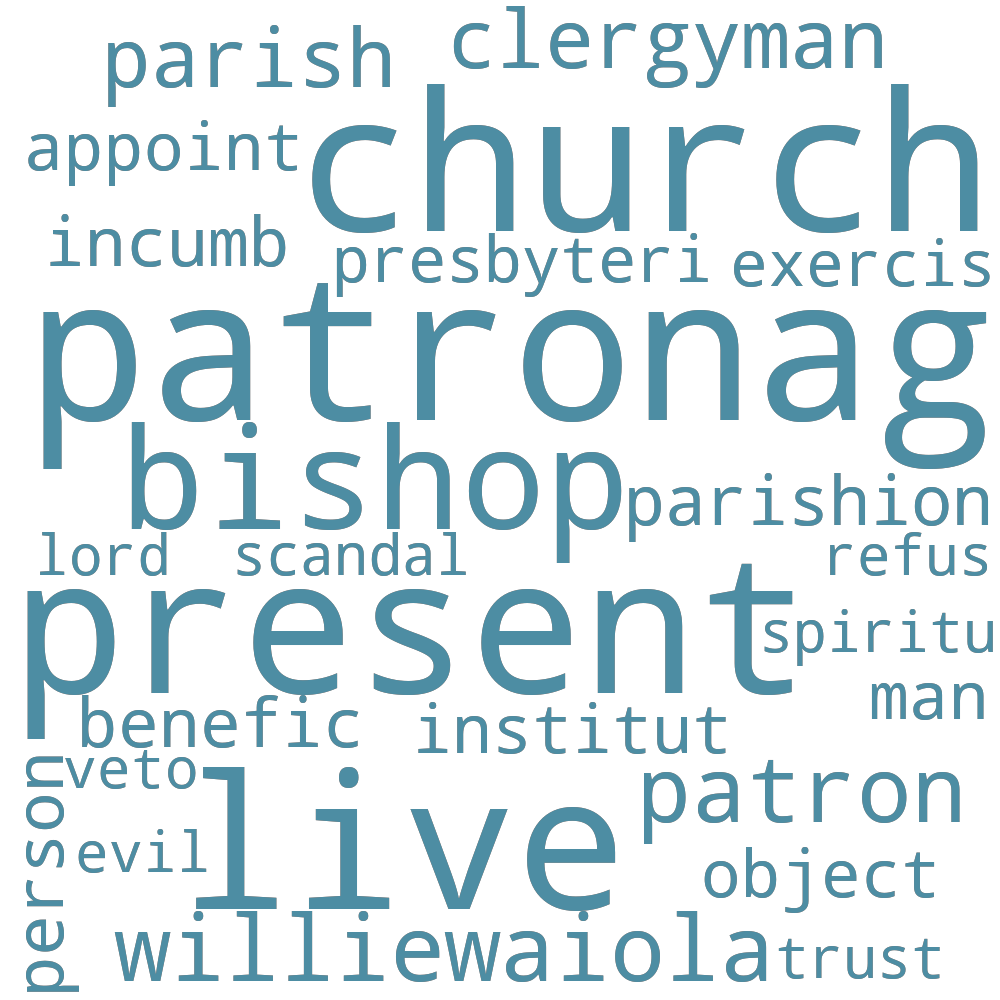 parish clergyman
appoint church
incumb presbyteri exercis
patronag
bishop parishion
lord scandal refus
present spiritu
man
benefic institut
person veto patron
live
evil object
williewaiola trust